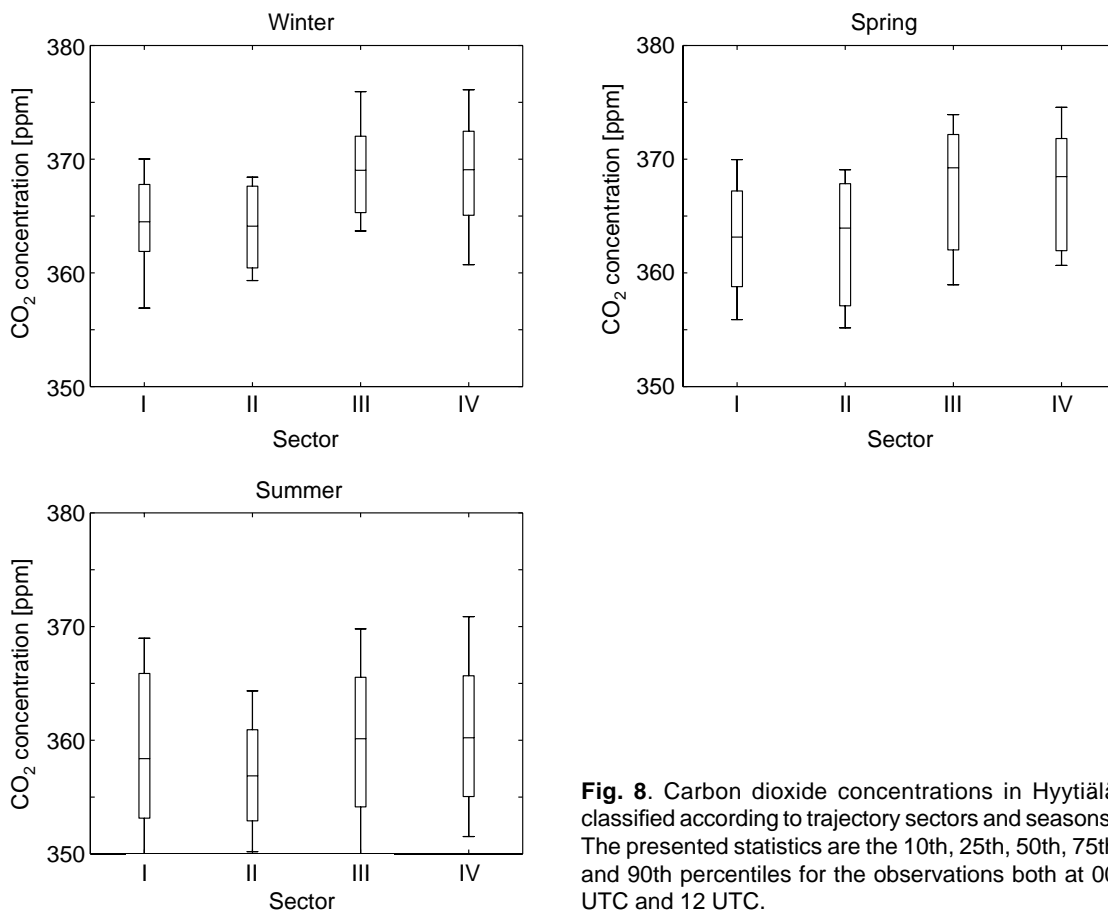 Winter
380
370
360
350
CO2 concentration [ppm]
I II III IV
Sector
Spring
380
370
360
350
CO2 concentration [ppm]
I II III IV
Sector
Summer
380
370
360
350
CO2 concentration [ppm]
I II III IV
Sector
Fig. 8. Carbon dioxide concentrations in Hyytiälä
classified according to trajectory sectors and seasons.
The presented statistics are the 10th, 25th, 50th, 75th
and 90th percentiles for the observations both at 00
UTC and 12 UTC.